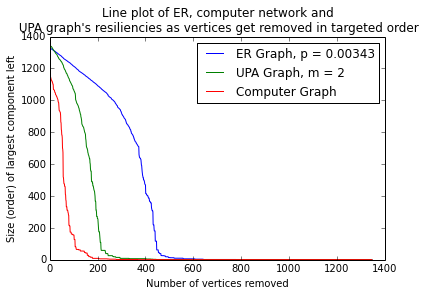 Line plot of ER, computer network and
UPA graph's resiliencies as vertices get removed in targeted order
1400
1200
1000
800
600
400
200
0
Size (order) of largest component left
ER Graph, p = 0.00343
UPA Graph, m = 2
Computer Graph
0 200 400 600 800 1000 1200 1400
Number of vertices removed